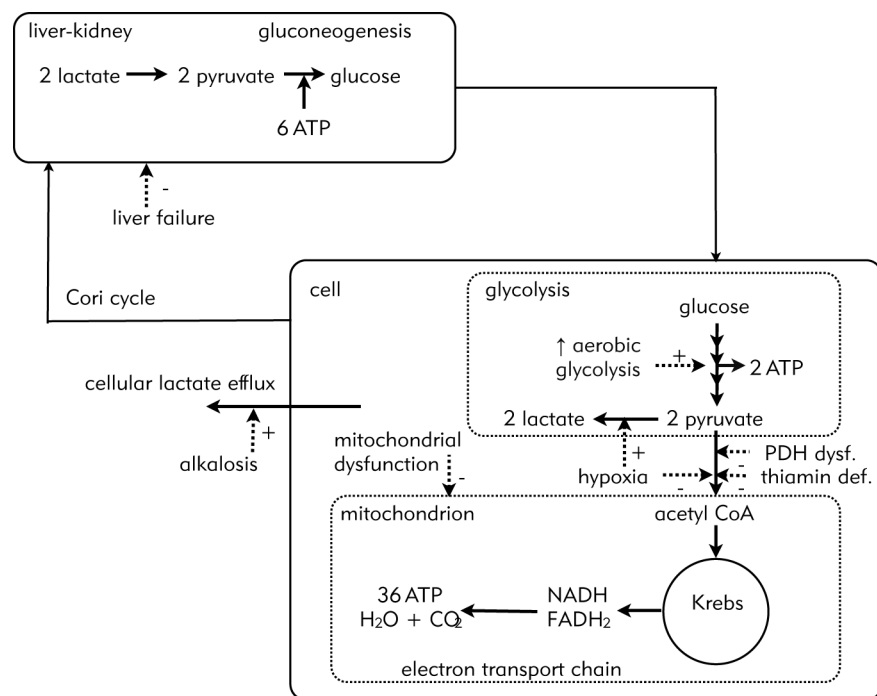 liver-kidney
gluconeogenesis
2 lactate
2 pyruvate
glucose
6 ATP
-
liver failure
Cori cycle
cell
glycolysis
glucose
↑ aerobic
glycolysis
+
2 ATP
cellular lactate efflux
2 lactate
2 pyruvate
+
alkalosis
mitochondrial
dysfunction
-
+
hypoxia
-
PDH dysf.
-
thiamin def.
-
mitochondrion
acetyl CoA
Krebs
NADH
FADH₂
36 ATP
H₂O + CO₂
electron transport chain